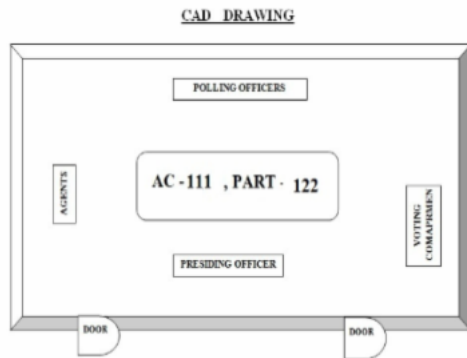 CAD DRAWING
POLLING OFFICERS
AGENTS
AC -111 , PART - 122
VOTING
COMAPRMEN
PRESIDING OFFICER
DOOR
DOOR